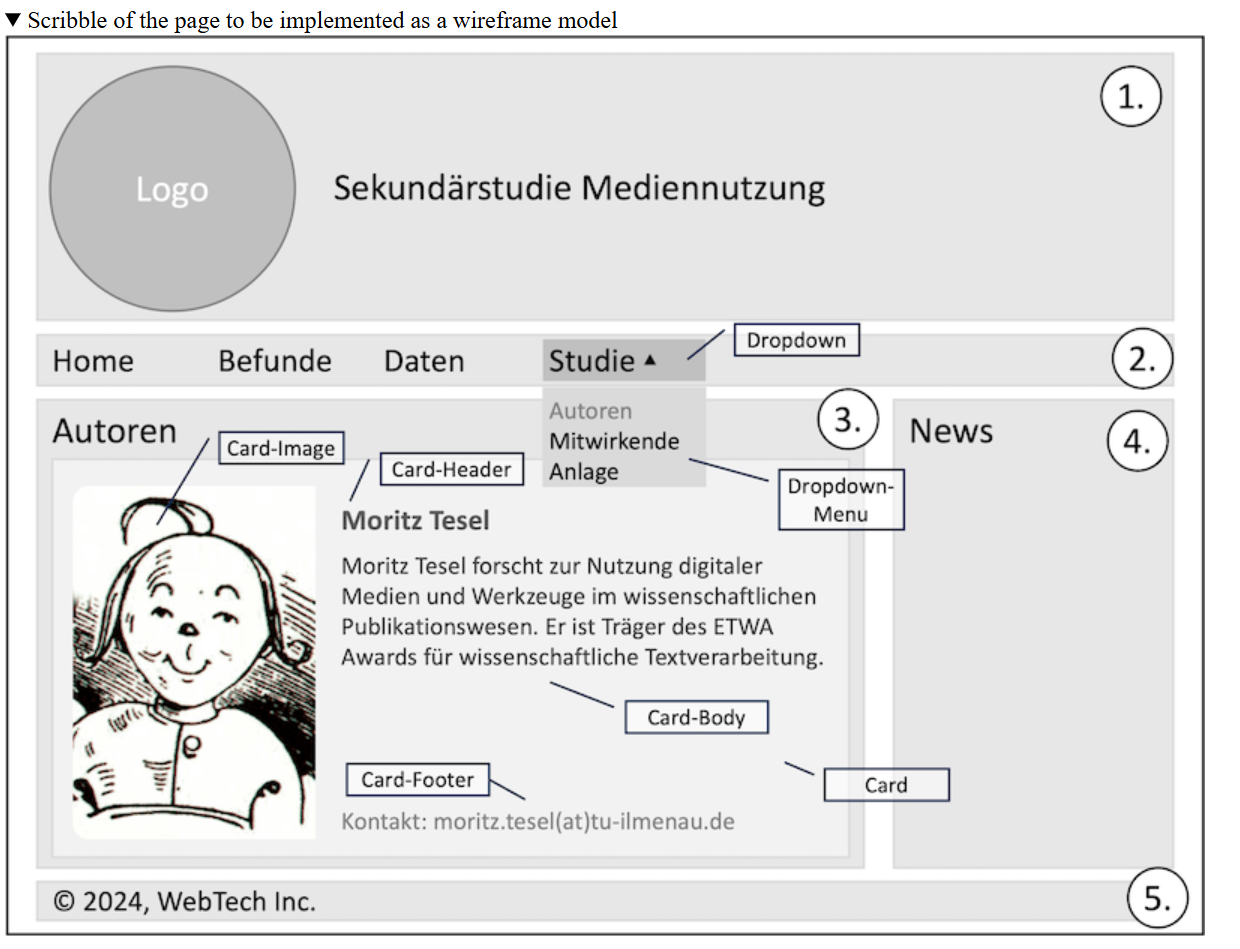 ▼ Scribble of the page to be implemented as a wireframe model
1.
Logo
Sekundärstudie Mediennutzung
Dropdown
Home Befunde Daten Studie ▲
2.
Autoren
Mitwirkende
Anlage
3.
Dropdown-
Menu
Autoren
Card-Image
Card-Header
Moritz Tesel
Moritz Tesel forscht zur Nutzung digitaler
Medien und Werkzeuge im wissenschaftlichen
Publikationswesen. Er ist Träger des ETWA
Awards für wissenschaftliche Textverarbeitung.
Card-Body
Card-Footer
Card
Kontakt: moritz.tesel(at)tu-ilmenau.de
News
4.
© 2024, WebTech Inc.
5.